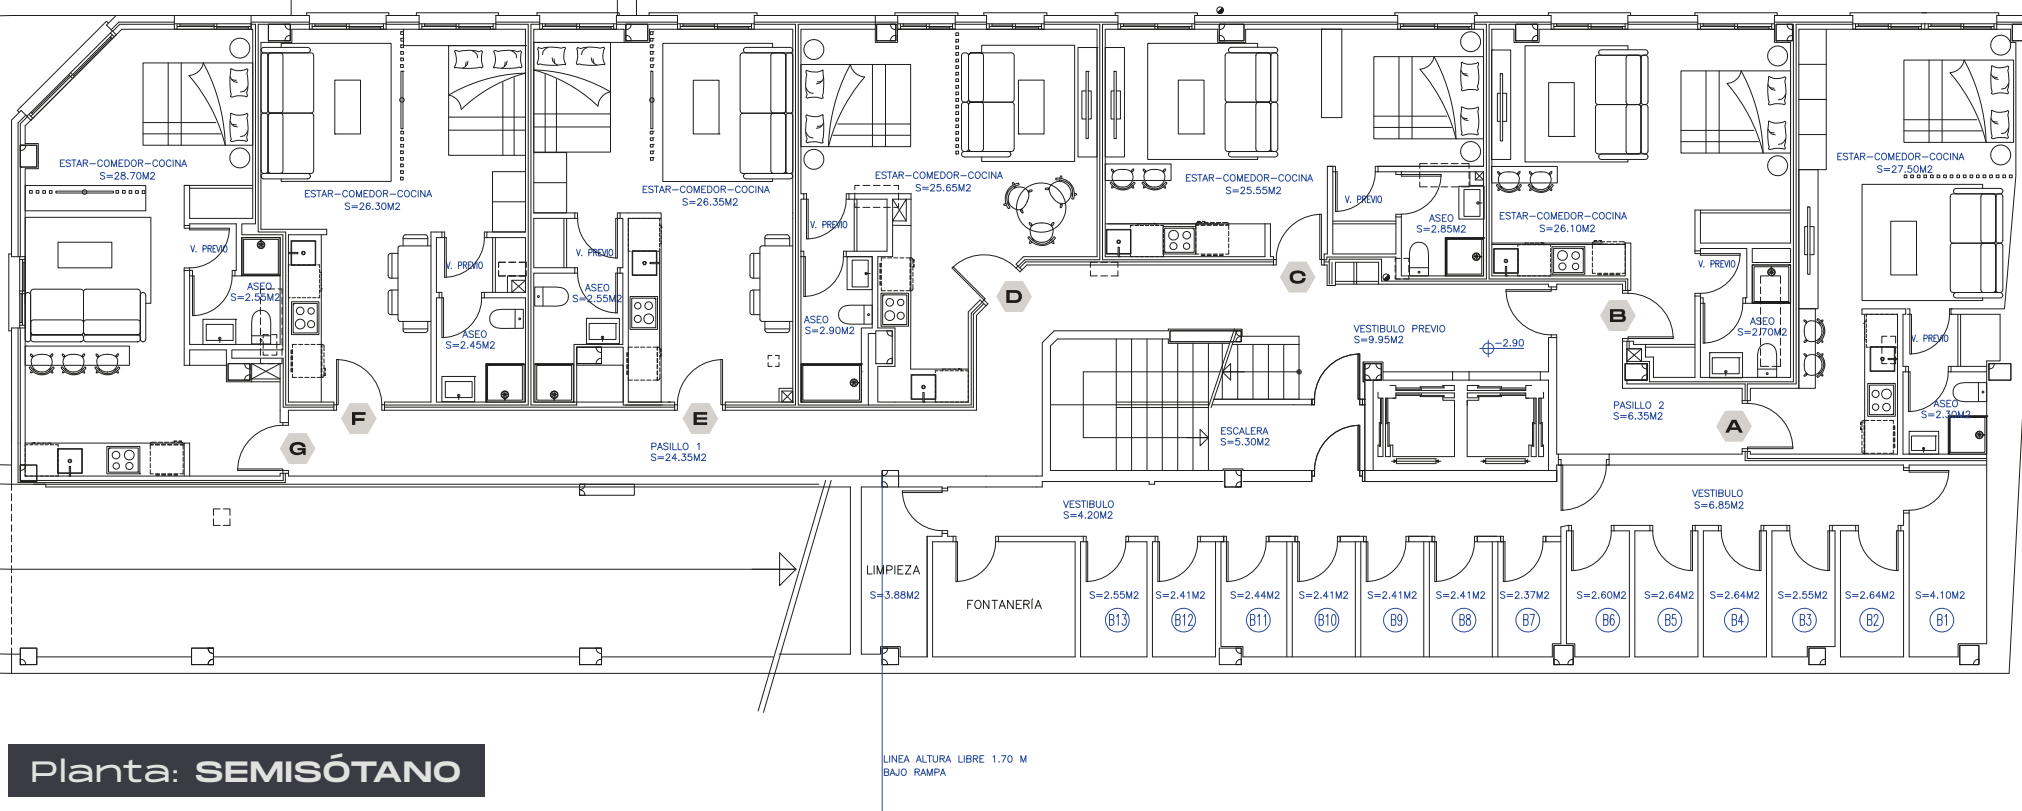 ESTAR-COMEDOR-COCINA
S=28.70M2
V. PREVIO
ASEO
S=2.55M2
G
ESTAR-COMEDOR-COCINA
S=26.30M2
V. PREVIO
ASEO
S=2.45M2
F
ESTAR-COMEDOR-COCINA
S=26.35M2
V. PREVIO
ASEO
S=2.55M2
E
ESTAR-COMEDOR-COCINA
S=25.65M2
V. PREVIO
ASEO
S=2.90M2
D
ESTAR-COMEDOR-COCINA
S=25.55M2
V. PREVIO
ASEO
S=2.85M2
C
ESTAR-COMEDOR-COCINA
S=26.10M2
V. PREVIO
ASEO
S=2.70M2
B
ESTAR-COMEDOR-COCINA
S=27.50M2
V. PREVIO
ASEO
S=2.30M2
A
VESTIBULO PREVIO
S=9.95M2
-2.90
PASILLO 1
S=24.35M2
ESCALERA
S=5.30M2
PASILLO 2
S=6.35M2
VESTIBULO
S=4.20M2
VESTIBULO
S=6.85M2
LIMPIEZA
S=3.88M2
FONTANERÍA
S=2.55M2
B13
S=2.41M2
B12
S=2.44M2
B11
S=2.41M2
B10
S=2.41M2
B9
S=2.41M2
B8
S=2.37M2
B7
S=2.60M2
B6
S=2.64M2
B5
S=2.64M2
B4
S=2.55M2
B3
S=2.64M2
B2
S=4.10M2
B1
LINEA ALTURA LIBRE 1.70 M
BAJO RAMPA
Planta: SEMISÓTANO